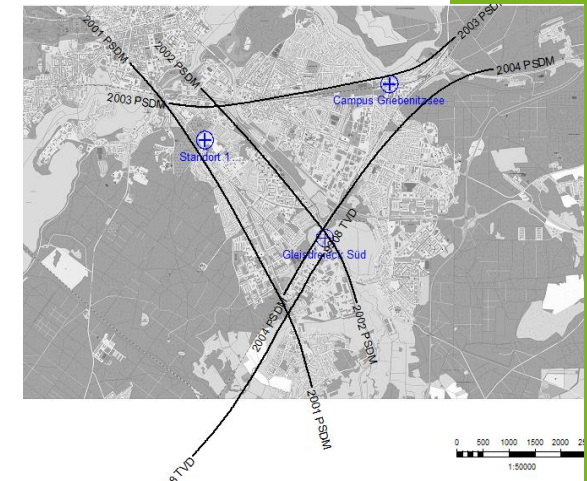 2001 PSDM
2002 PSDM
2003 PSDM
2004 PSDM
2003 PSDM
Campus Griebenitzsee
Standort 1
08 TVD
Gleisdreieck Süd
2004 PSDM
2002 PSDM
2001 PSDM
8 TVD
0 500 1000 1500 2000
1:50000